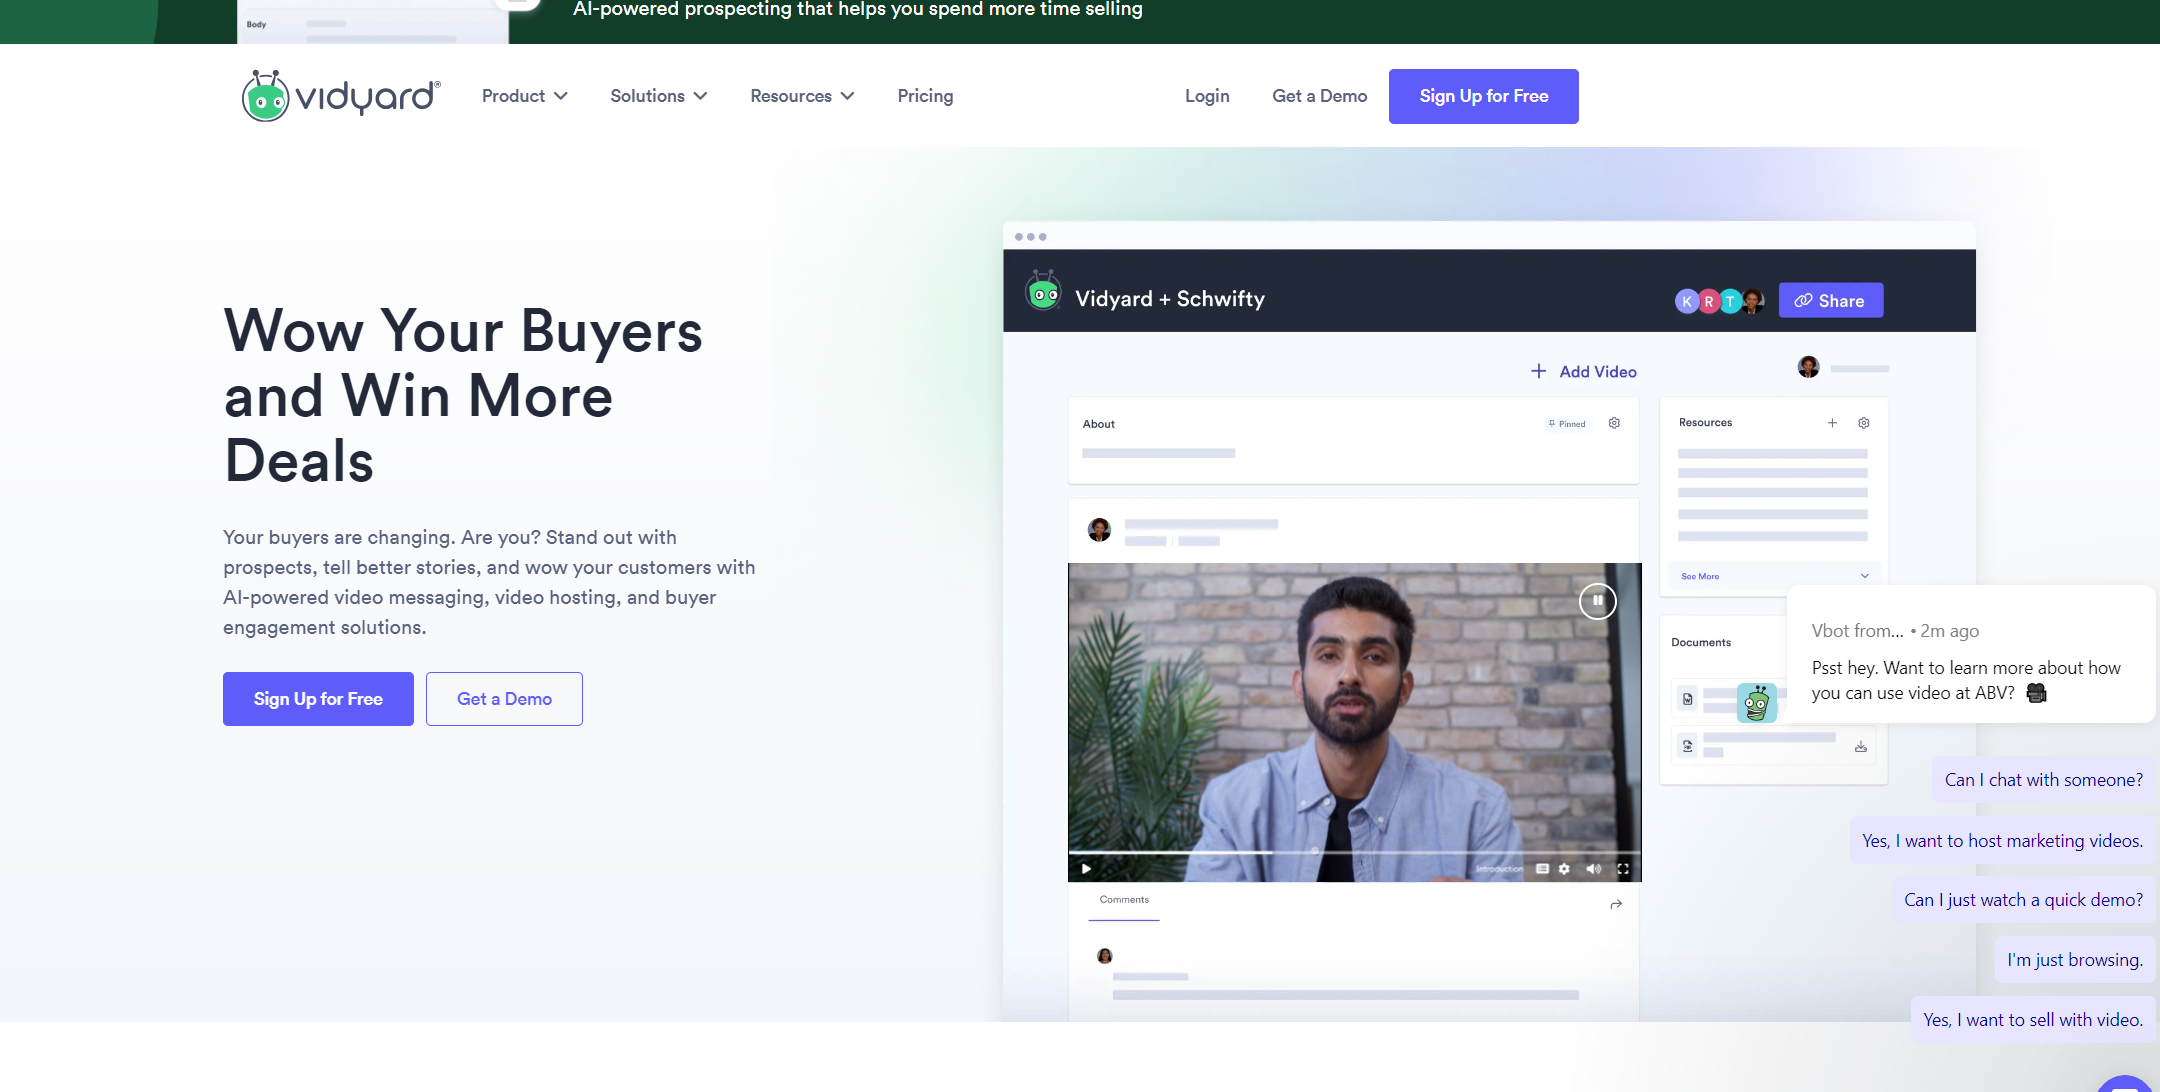 Body
AI-powered prospecting that helps you spend more time selling
vidyard®
Product
Solutions
Resources
Pricing
Login
Get a Demo
Sign Up for Free
Wow Your Buyers
and Win More
Deals
Your buyers are changing. Are you? Stand out with
prospects, tell better stories, and wow your customers with
AI-powered video messaging, video hosting, and buyer
engagement solutions.
Sign Up for Free
Get a Demo
Vidyard + Schwifty
K R T
Share
+ Add Video
About
Pinned
Resources
See More
Documents
Introduction
Comments
Vbot from... • 2m ago
Psst hey. Want to learn more about how
you can use video at ABV?
Can I chat with someone?
Yes, I want to host marketing videos.
Can I just watch a quick demo?
I'm just browsing.
Yes, I want to sell with video.